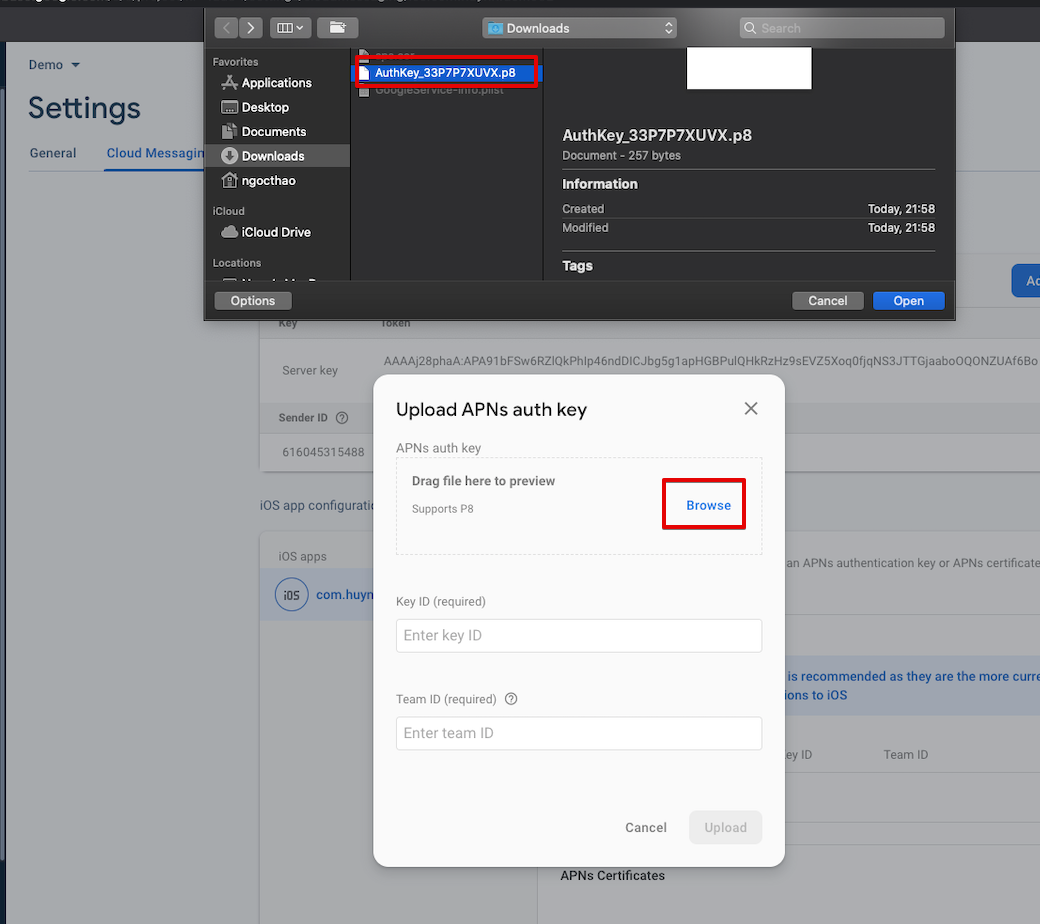 Downloads
Search
Favorites
Applications
Desktop
Documents
Downloads
ngocthao
iCloud
iCloud Drive
Locations
AuthKey_33P7P7XUVX.p8
GoogleService-Info.plist
AuthKey_33P7P7XUVX.p8
Document - 257 bytes
Information
Created Today, 21:58
Modified Today, 21:58
Tags
Options
Cancel
Open
Demo
Settings
General
Cloud Messagin
Ad
Key
Token
Server key
AAAAj28phaA:APA91bFSw6RZlQkPhIp46ndDICJbg5g1apHGBPulQHkRzHz9sEVZ5Xoq0fjqNS3JTTGjaaboOQONZUAf6Bo
Sender ID
616045315488
iOS app configuratio
iOS apps
iOS
com.huyn
Upload APNs auth key
APNs auth key
Drag file here to preview
Supports P8
Browse
Key ID (required)
Enter key ID
Team ID (required)
Enter team ID
Cancel
Upload
an APNs authentication key or APNs certificate
is recommended as they are the more curre
ions to iOS
ey ID
Team ID
APNs Certificates